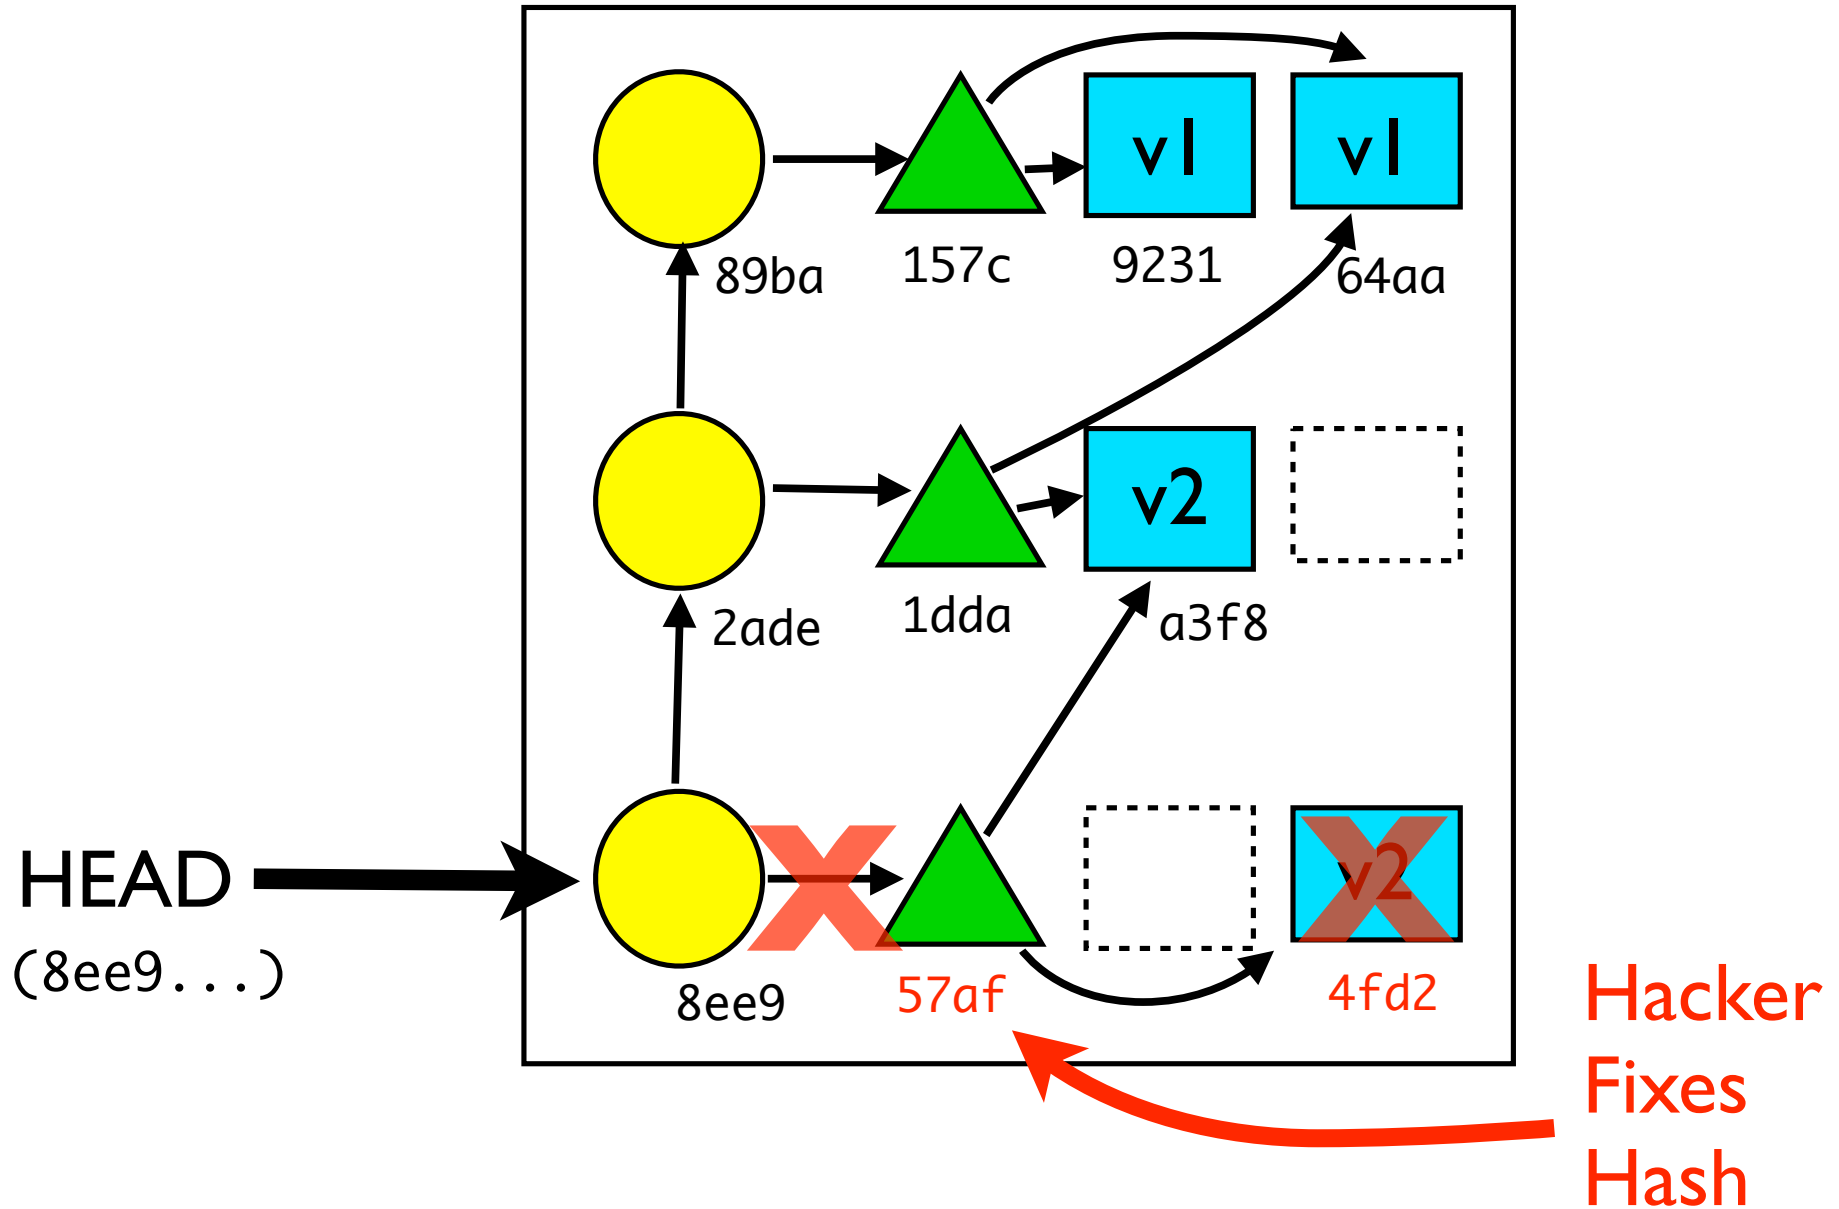 v1
v1
89ba
157c
9231
64aa
v2
2ade
1dda
a3f8
HEAD
(8ee9...)
v2
8ee9
57af
4fd2
Hacker
Fixes
Hash